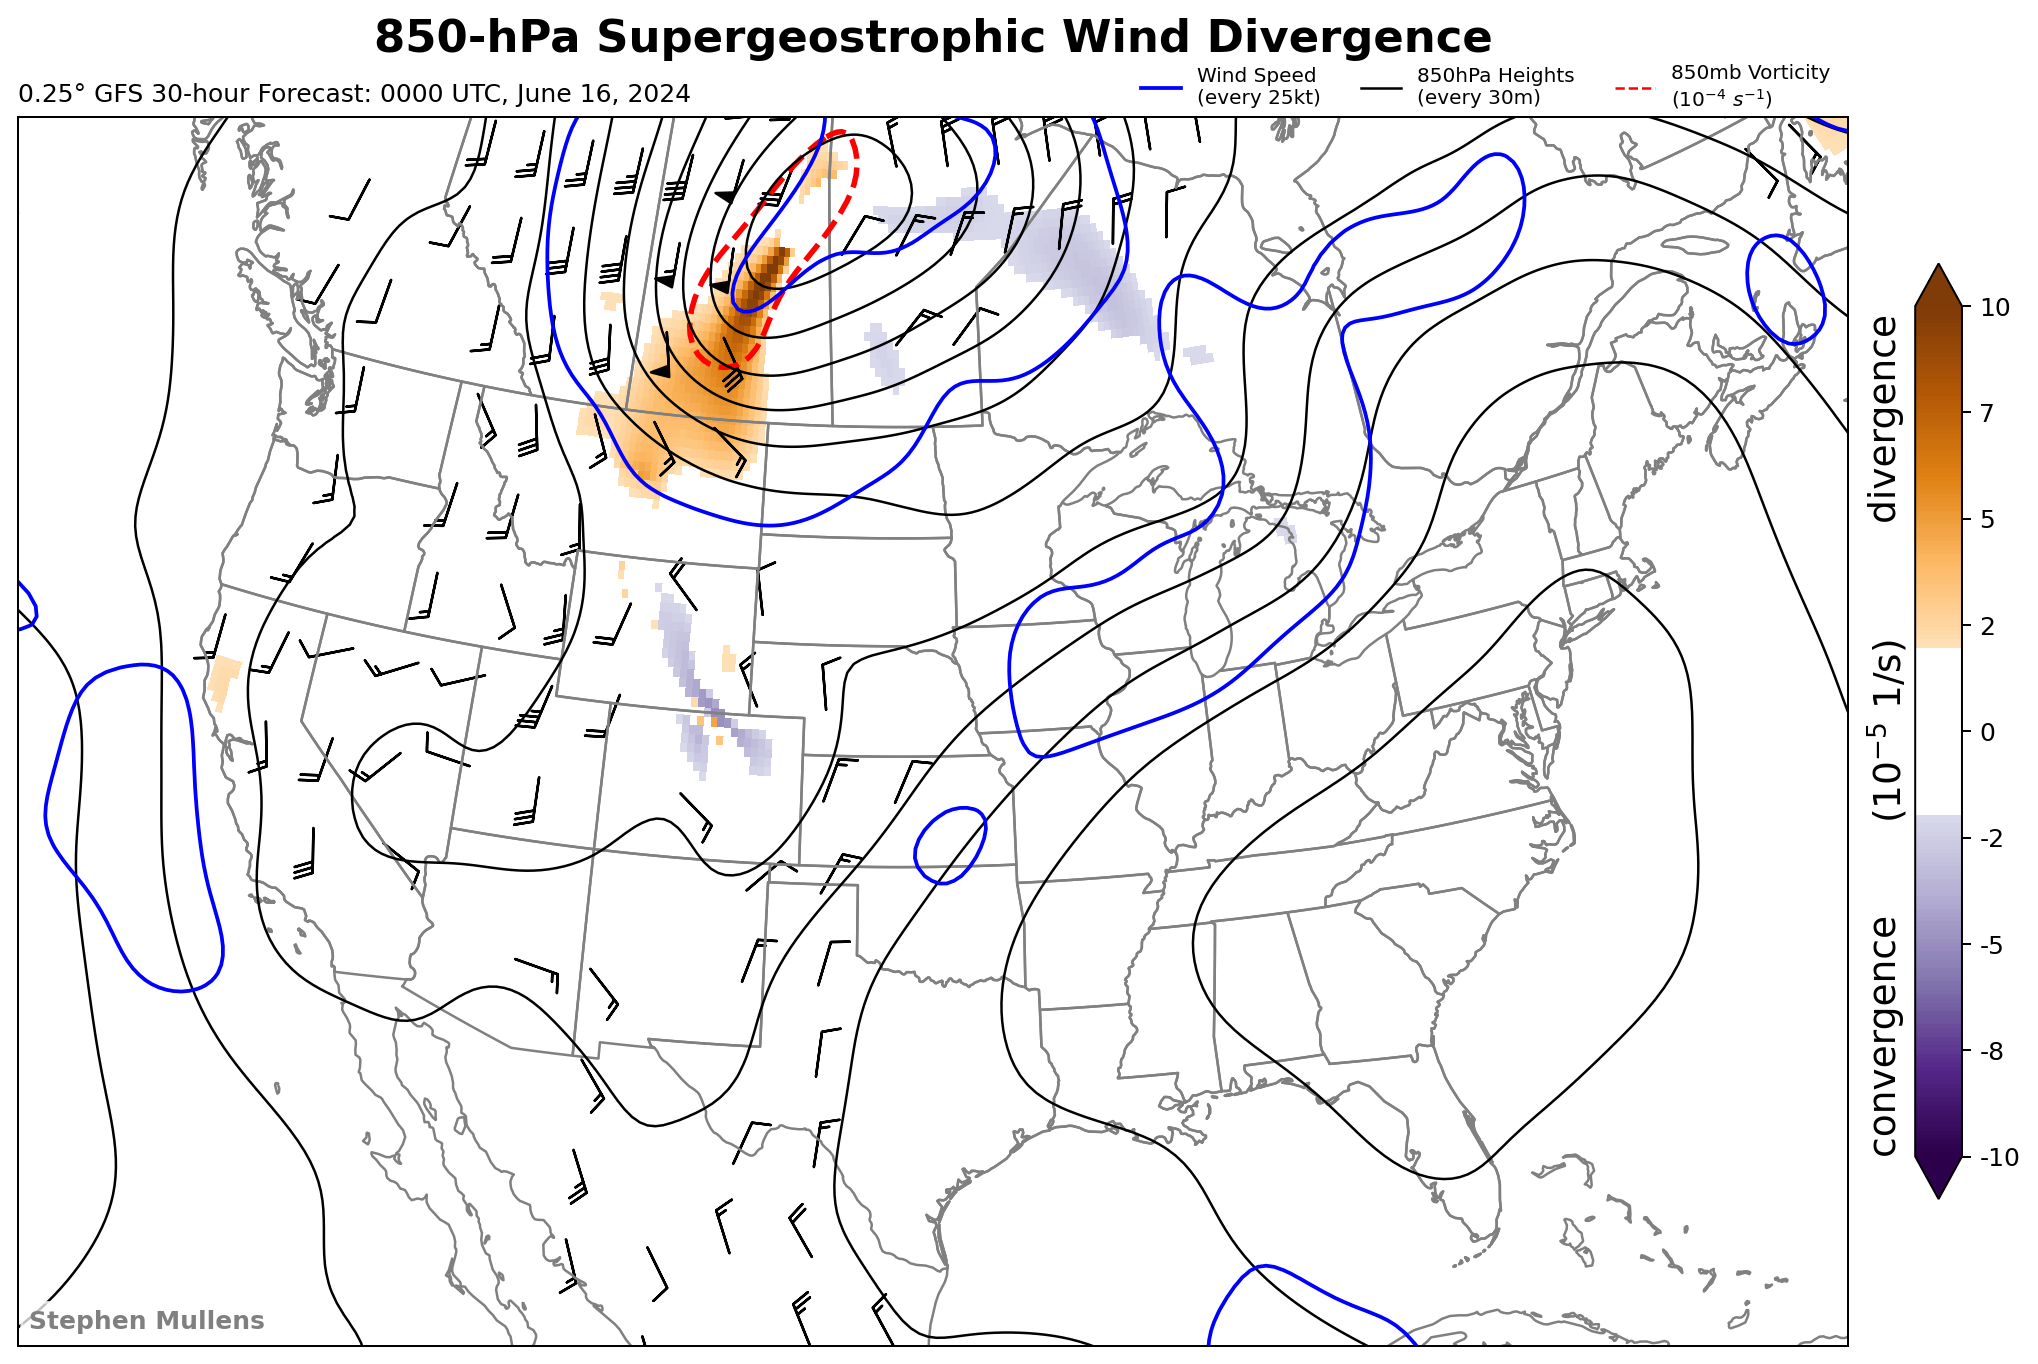 850-hPa Supergeostrophic Wind Divergence
0.25° GFS 30-hour Forecast: 0000 UTC, June 16, 2024
Wind Speed
(every 25kt)
850hPa Heights
(every 30m)
850mb Vorticity
(10⁻⁴ s⁻¹)
10
7
5
2
0
-2
-5
-8
-10
convergence (10⁻⁵ 1/s) divergence
Stephen Mullens